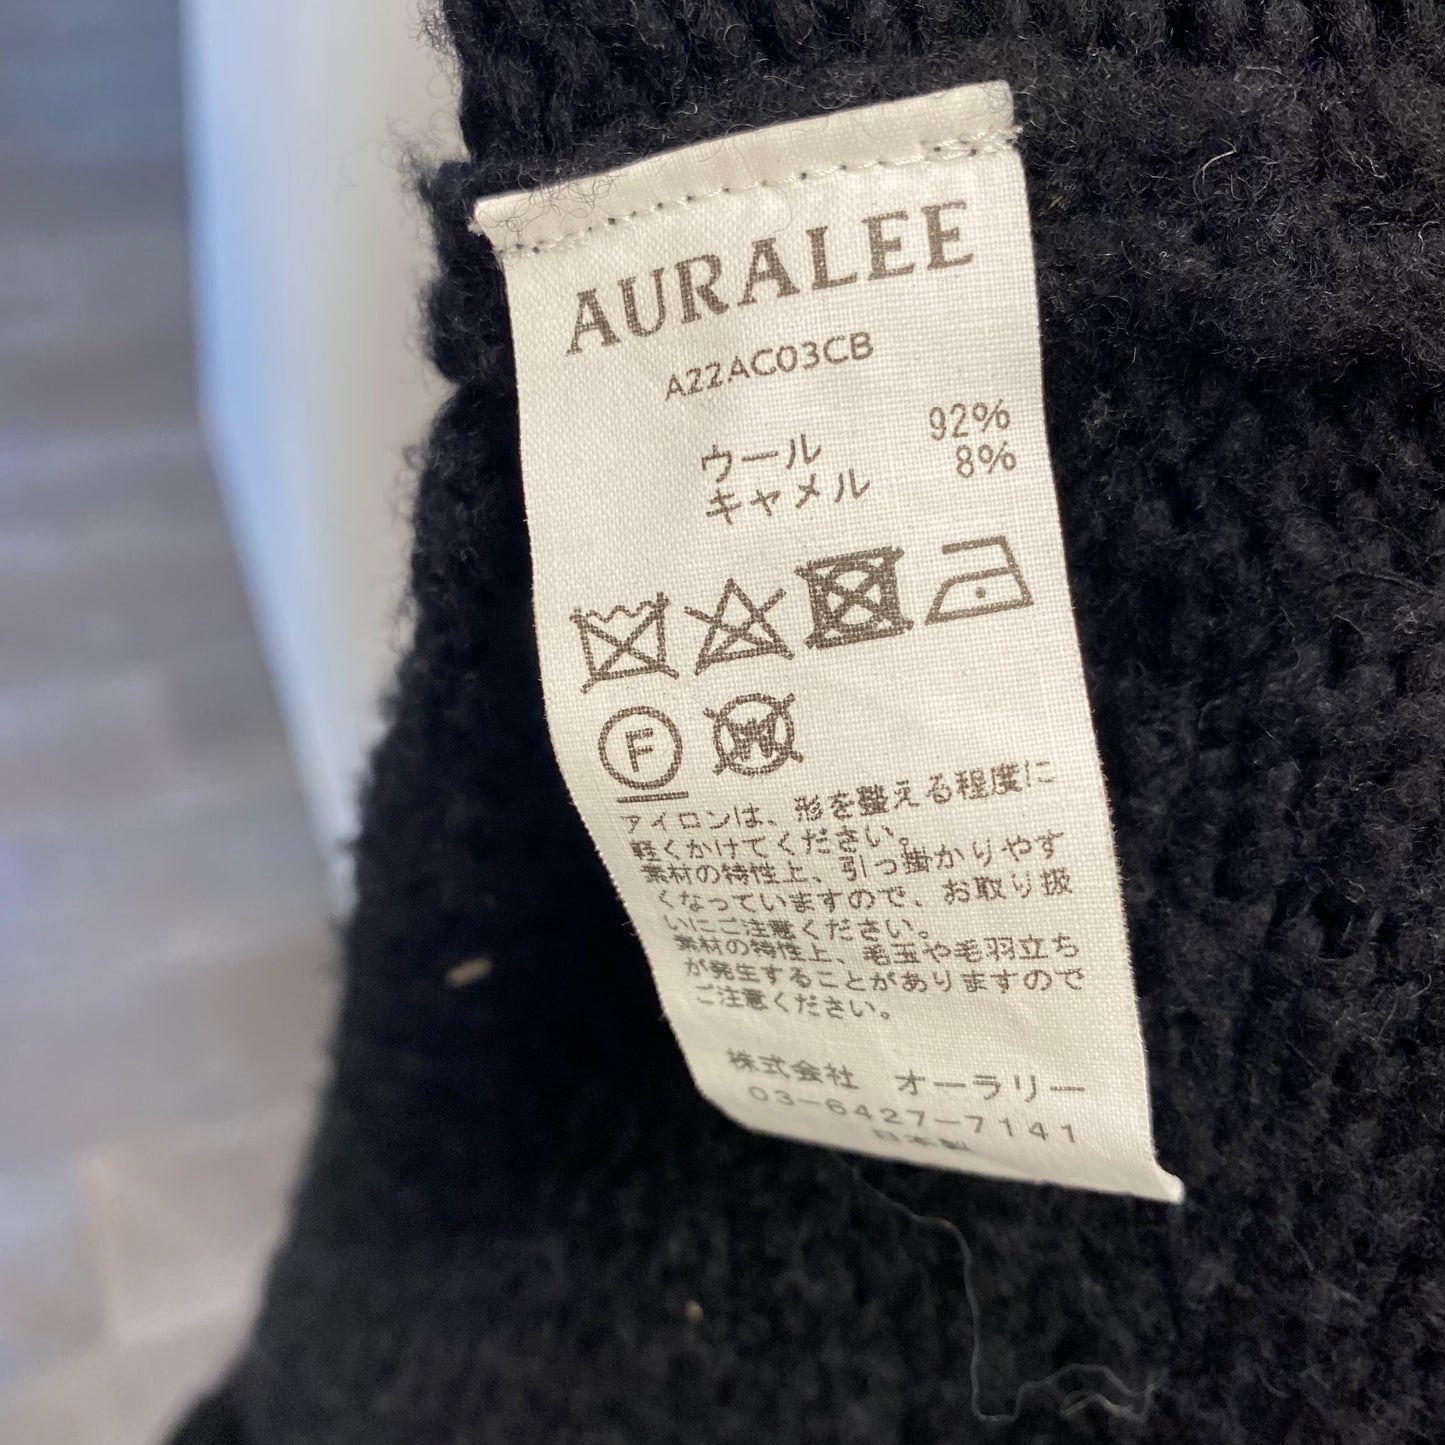 AURALEE
A22AC03CB
ウール 92%
キャメル 8%
F
W
アイロンは、形を整える程度に
軽くかけてください。
素材の特性上、引っ掛かりやす
くなっていますので、お取り扱
いにご注意ください。
素材の特性上、毛玉や毛羽立ち
が発生することがありますので
ご注意ください。
株式会社 オーラリー
03-6427-7141
日本製